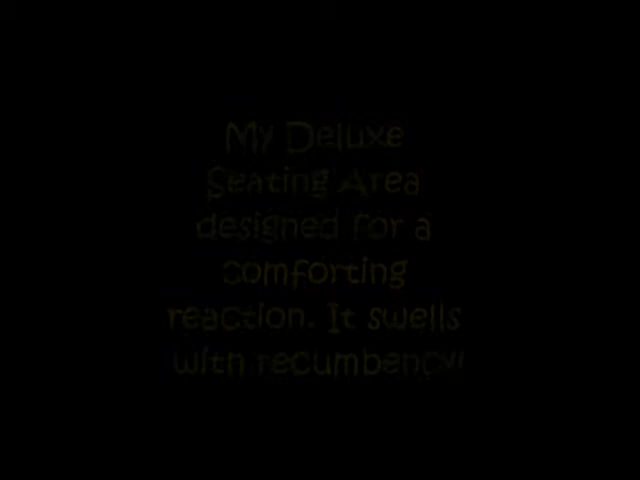 My Deluxe
Seating Area
designed for a
comforting
reaction. It swells
with recumbency!